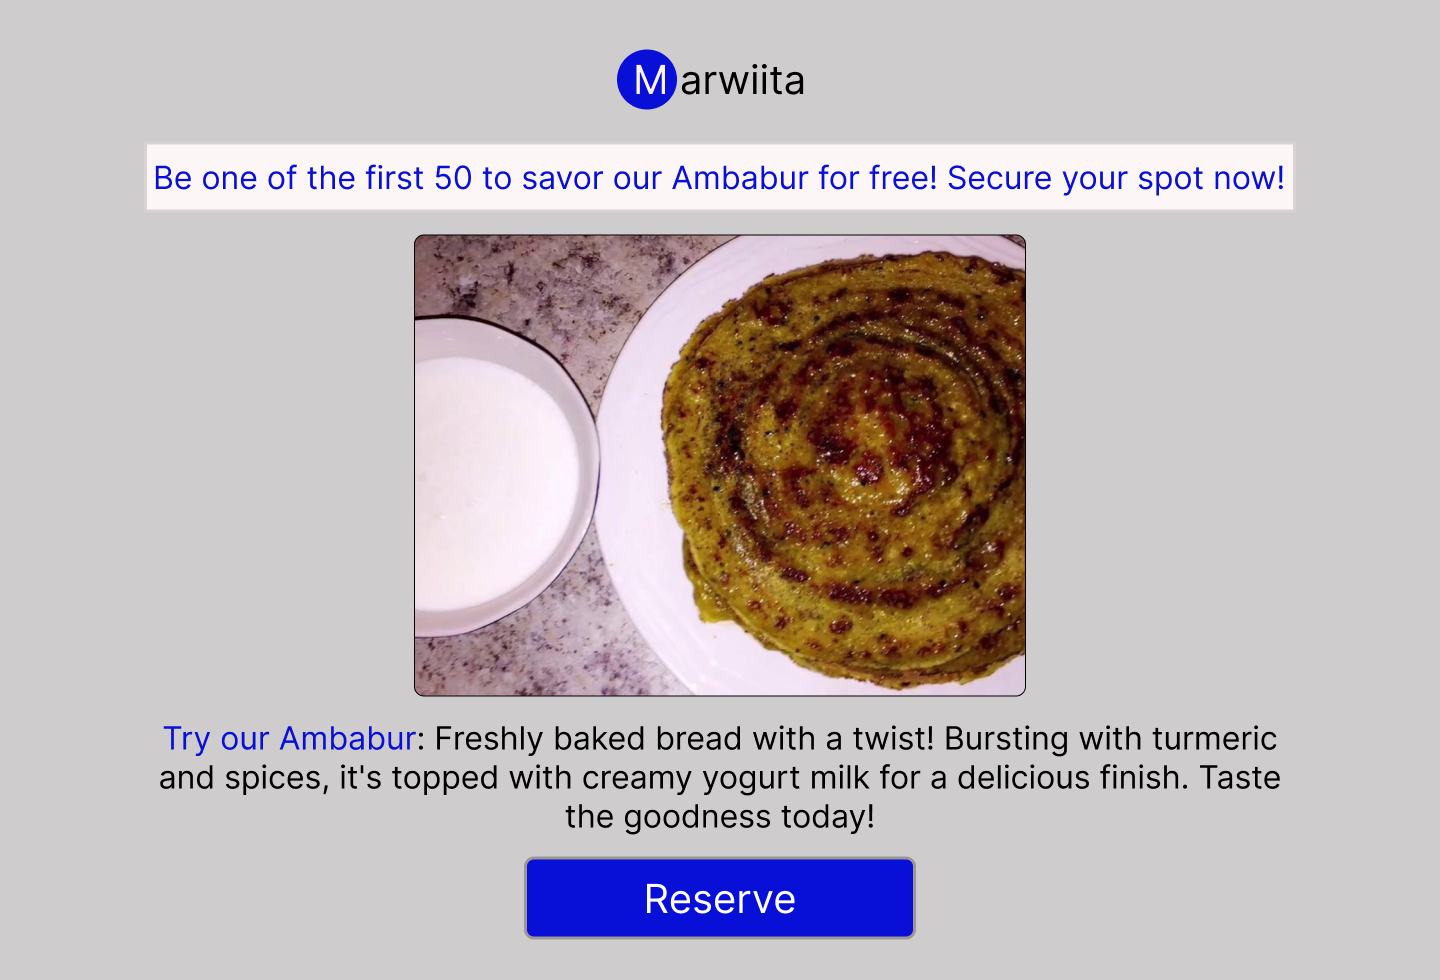 Marwiita
Be one of the first 50 to savor our Ambabur for free! Secure your spot now!
Try our Ambabur: Freshly baked bread with a twist! Bursting with turmeric
and spices, it's topped with creamy yogurt milk for a delicious finish. Taste
the goodness today!
Reserve